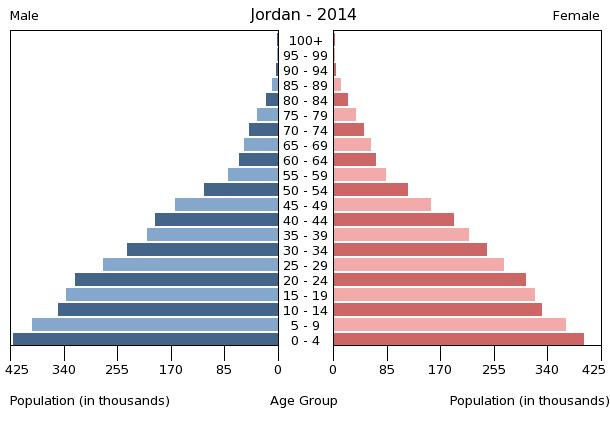 Male Jordan - 2014 Female
100+
95 - 99
90 - 94
85 - 89
80 - 84
75 - 79
70 - 74
65 - 69
60 - 64
55 - 59
50 - 54
45 - 49
40 - 44
35 - 39
30 - 34
25 - 29
20 - 24
15 - 19
10 - 14
5 - 9
0 - 4
425 340 255 170 85 0 0 85 170 255 340 425
Population (in thousands) Age Group Population (in thousands)